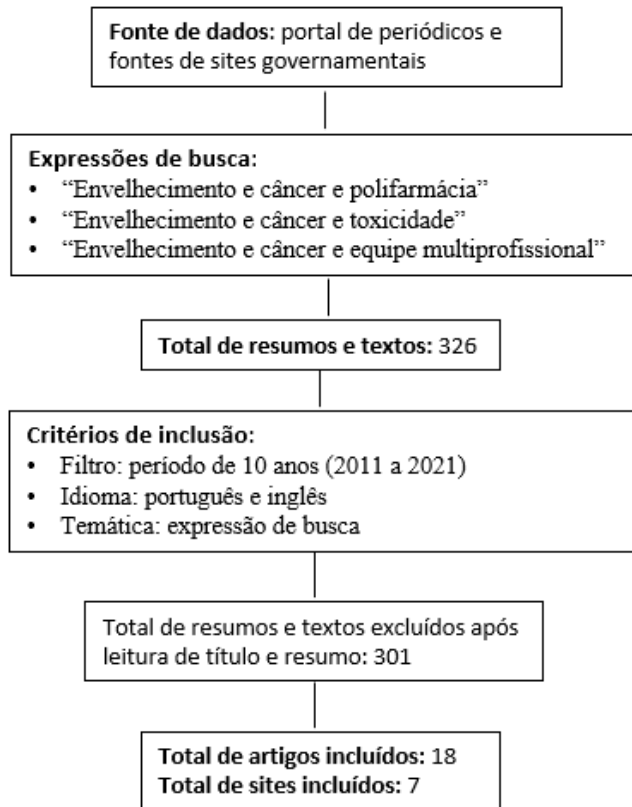 Fonte de dados: portal de periódicos e
fontes de sites governamentais
Expressões de busca:
• “Envelhecimento e câncer e polifarmácia”
• “Envelhecimento e câncer e toxicidade”
• “Envelhecimento e câncer e equipe multiprofissional”
Total de resumos e textos: 326
Critérios de inclusão:
• Filtro: período de 10 anos (2011 a 2021)
• Idioma: português e inglês
• Temática: expressão de busca
Total de resumos e textos excluídos após
leitura de título e resumo: 301
Total de artigos incluídos: 18
Total de sites incluídos: 7